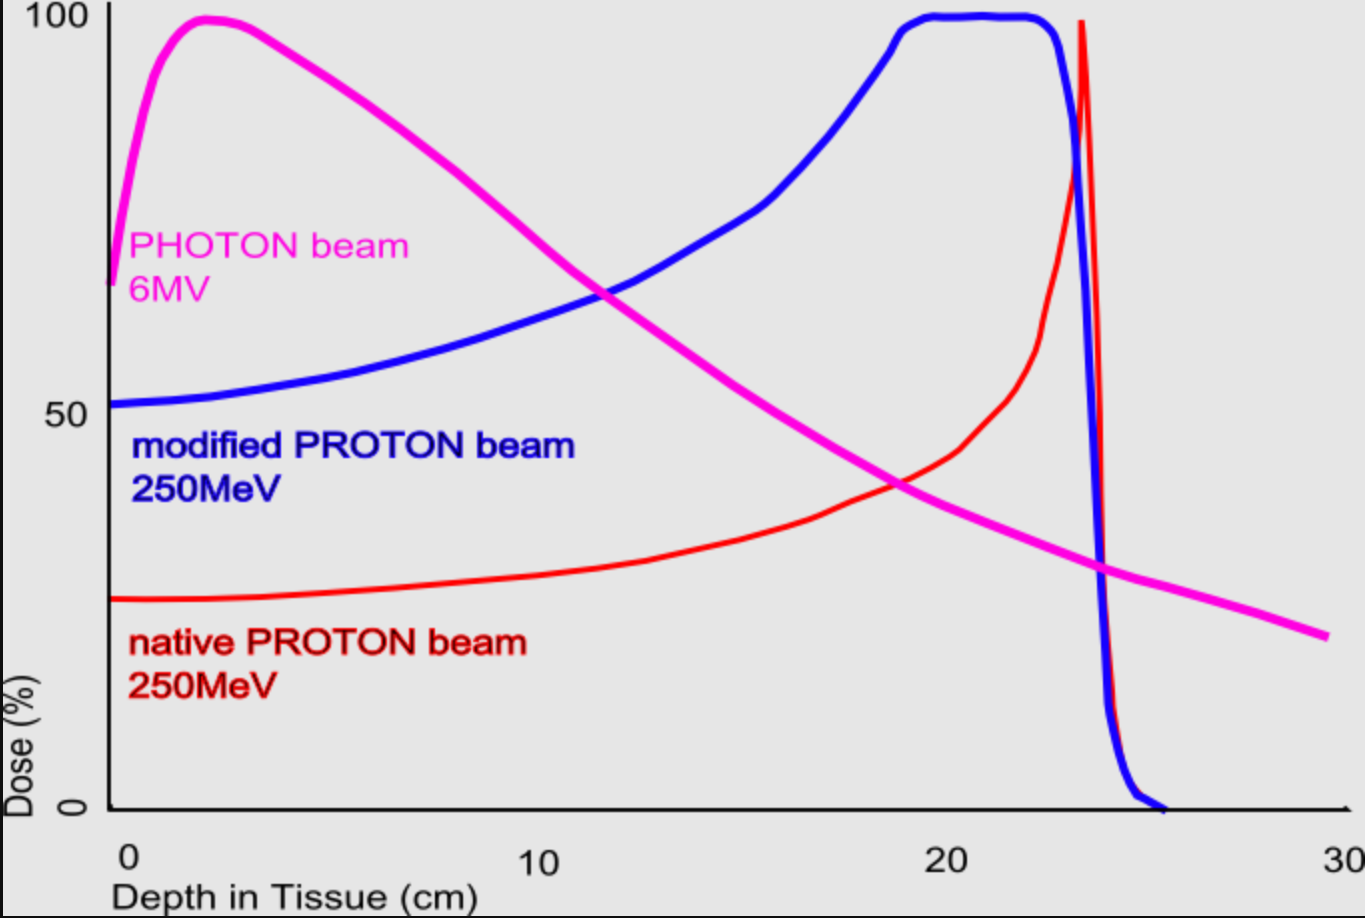 100
PHOTON beam
6MV
50
modified PROTON beam
250MeV
native PROTON beam
250MeV
Dose (%)
0
0 10 20 30
Depth in Tissue (cm)